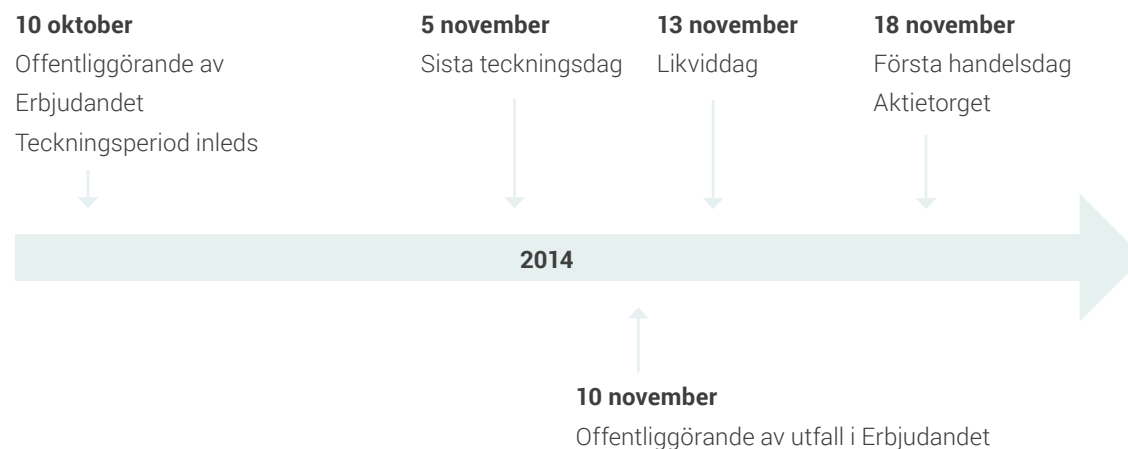 10 oktober
Offentliggörande av
Erbjudandet
Teckningsperiod inleds
5 november
Sista teckningsdag
13 november
Likviddag
18 november
Första handelsdag
Aktietorget
2014
10 november
Offentliggörande av utfall i Erbjudandet